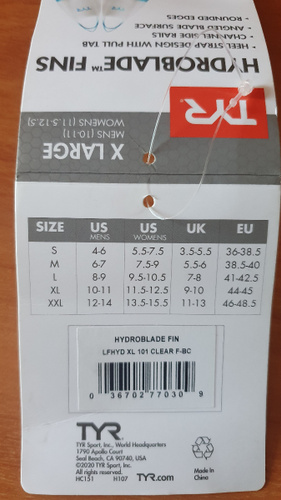 • ROUNDED EDGES
• ANGLED BLADE SURFACE
• CHANNEL SIDE RAILS
• HEEL STRAP DESIGN WITH PULL TAB
HYDROBLADE™ FINS
TYR
X LARGE
MENS (10-11)
WOMENS (11.5-12.5)
SIZE US MENS US WOMENS UK EU
S 4-6 5.5-7.5 3.5-5.5 36-38.5
M 6-7 7.5-9 5.5-6 38.5-40
L 8-9 9.5-10.5 7-8 41-42.5
XL 10-11 11.5-12.5 9-10 44-45
XXL 12-14 13.5-15.5 11-13 46-48.5
HYDROBLADE FIN
LFHYD XL 101 CLEAR F-BC
0 36702 77030 9
TYR
TYR Sport, Inc., World Headquarters
1790 Apollo Court
Seal Beach, CA 90740, USA
©2020 TYR Sport, Inc.
All Rights Reserved
HC151 H107 TYR.com
Made in
China